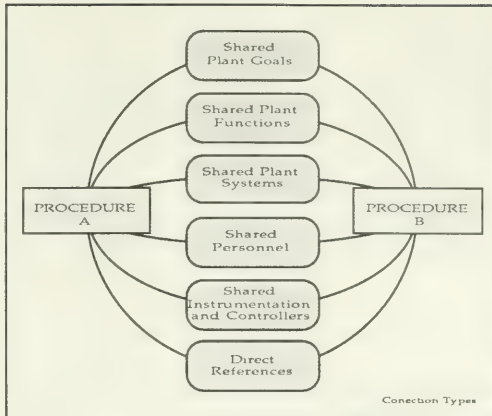 Shared
Plant Goals
Shared Plant
Functions
Shared Plant
Systems
PROCEDURE
A
PROCEDURE
B
Shared
Personnel
Shared
Instrumentation
and Controllers
Direct
References
Conection Types